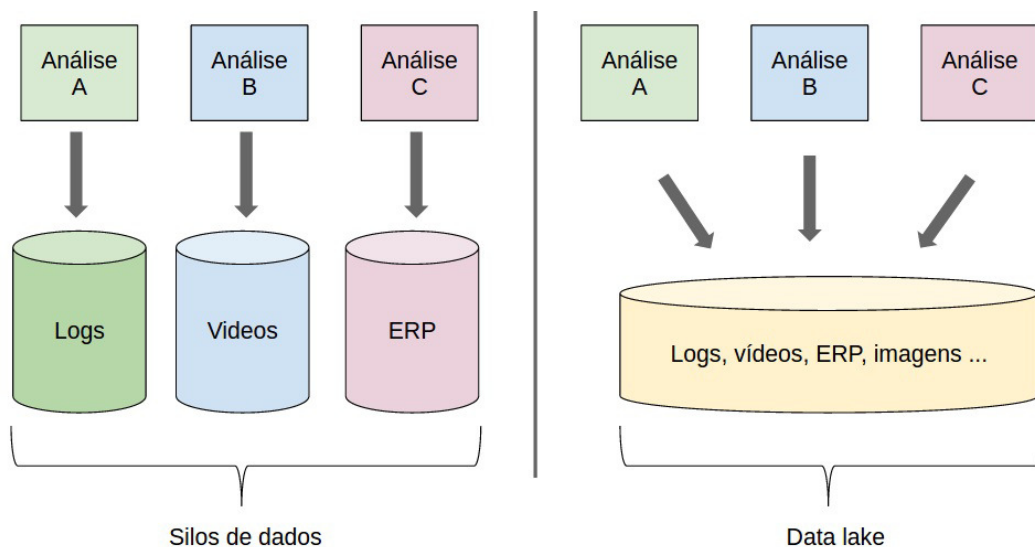 Análise
A
Análise
B
Análise
C
Logs
Videos
ERP
Silos de dados
Análise
A
Análise
B
Análise
C
Logs, vídeos, ERP, imagens ...
Data lake